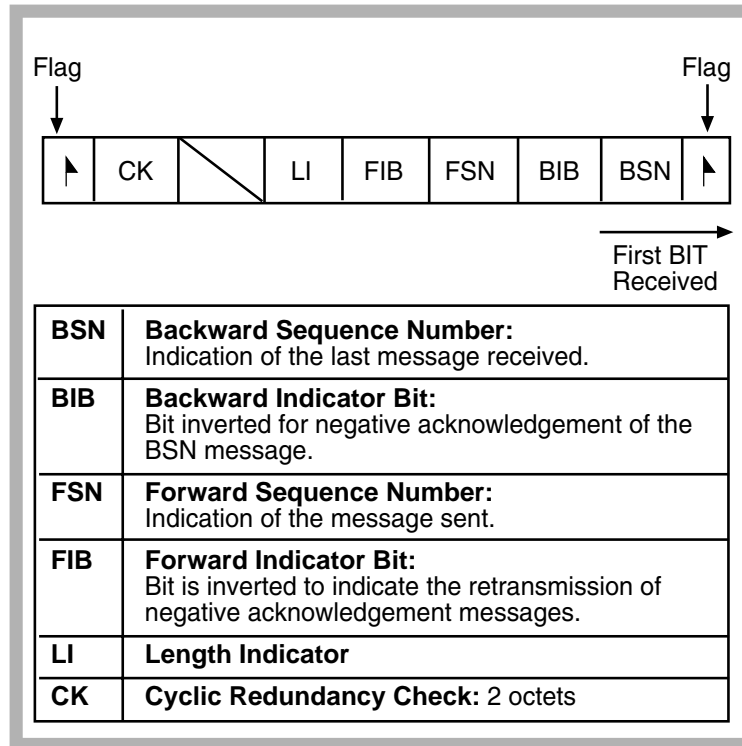 Flag Flag
CK LI FIB FSN BIB BSN
First BIT
Received
BSN Backward Sequence Number:
Indication of the last message received.
BIB Backward Indicator Bit:
Bit inverted for negative acknowledgement of the
BSN message.
FSN Forward Sequence Number:
Indication of the message sent.
FIB Forward Indicator Bit:
Bit is inverted to indicate the retransmission of
negative acknowledgement messages.
LI Length Indicator
CK Cyclic Redundancy Check: 2 octets